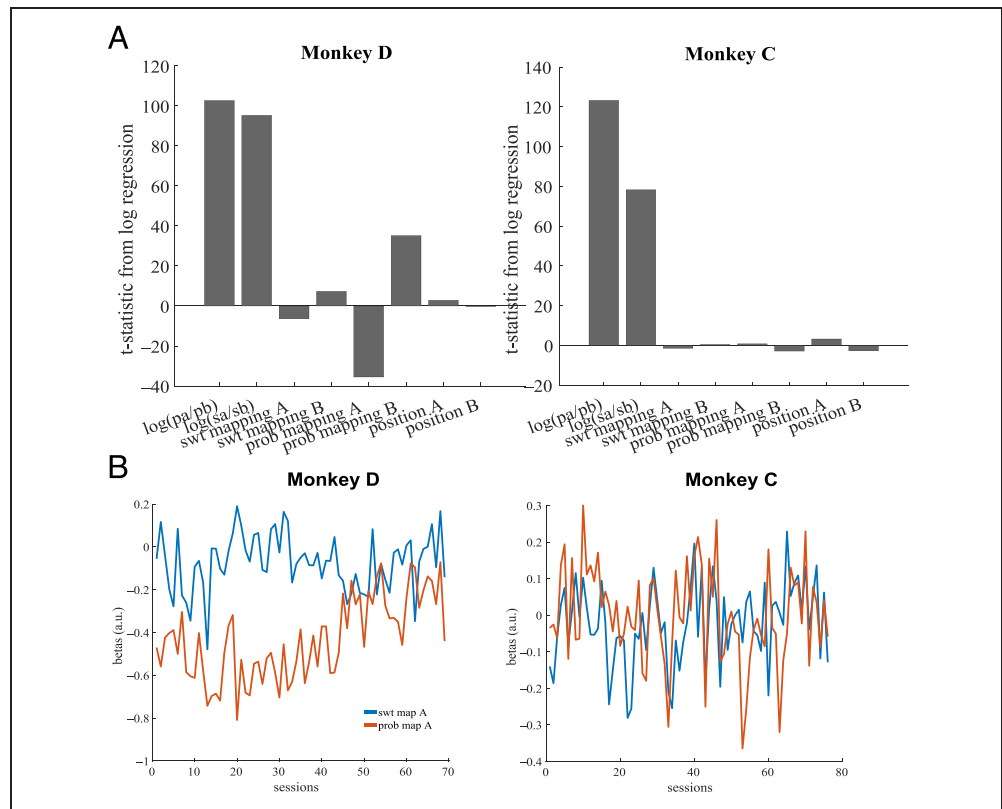 A
Monkey D
t-statistic from log regression
120
100
80
60
40
20
0
−20
−40
log(pa/pb)
log(sa/sb)
swt mapping A
swt mapping B
prob mapping A
prob mapping B
position A
position B
Monkey C
t-statistic from log regression
140
120
100
80
60
40
20
0
−20
log(pa/pb)
log(sa/sb)
swt mapping A
swt mapping B
prob mapping A
prob mapping B
position A
position B
B
Monkey D
betas (a.u.)
0.2
0
−0.2
−0.4
−0.6
−0.8
−1
0
10
20
30
40
50
60
70
sessions
swt map A
prob map A
Monkey C
betas (a.u.)
0.3
0.2
0.1
0
−0.1
−0.2
−0.3
−0.4
0
20
40
60
80
sessions